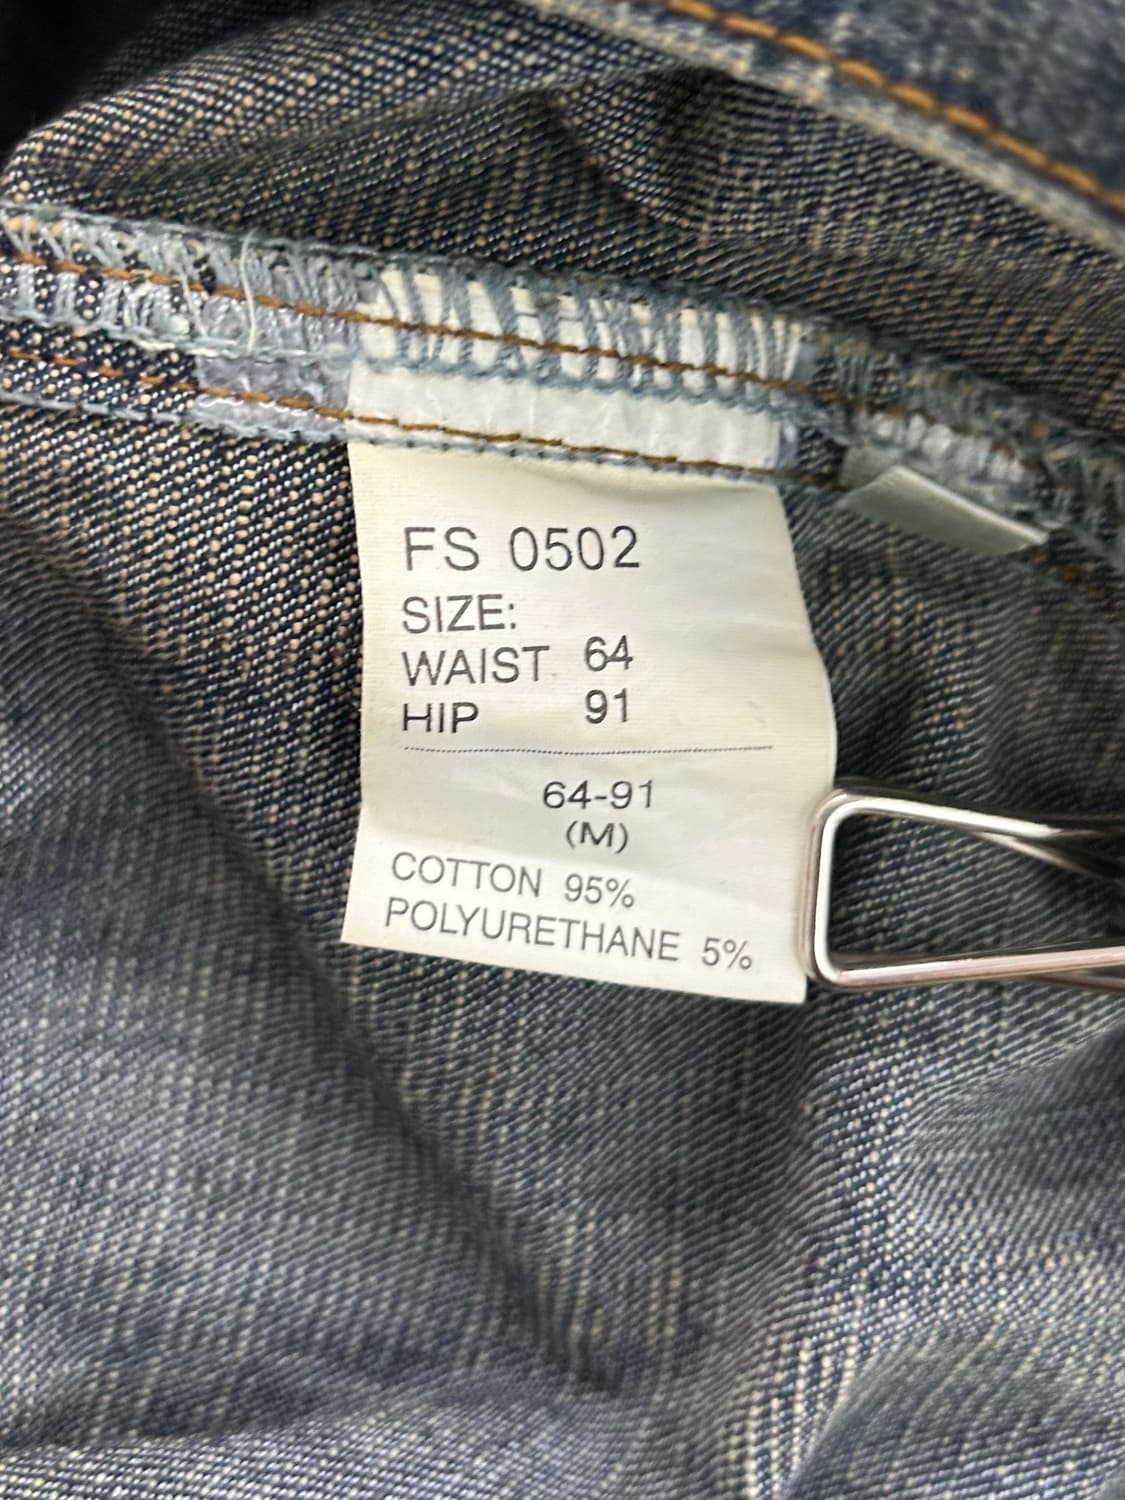 FS 0502
SIZE:
WAIST 64
HIP 91
64-91
(M)
COTTON 95%
POLYURETHANE 5%